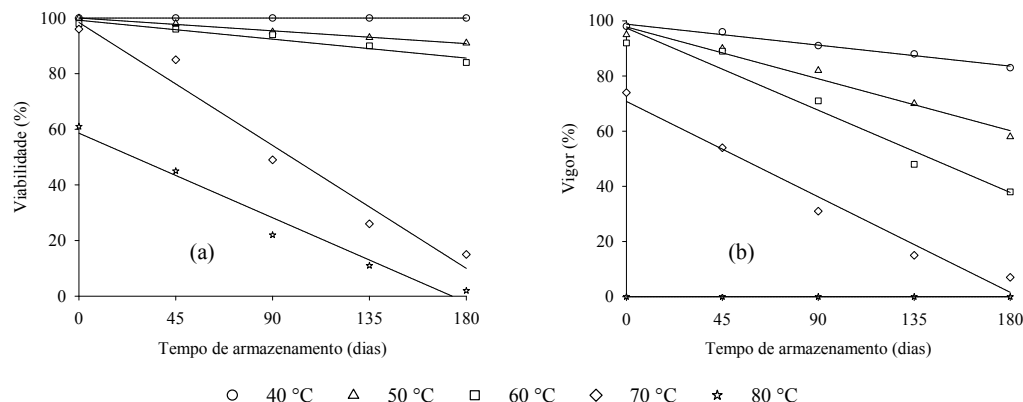 Viabilidade (%)
100
80
60
40
20
0
(a)
0 45 90 135 180
Tempo de armazenamento (dias)
Vigor (%)
100
80
60
40
20
0
(b)
0 45 90 135 180
Tempo de armazenamento (dias)
40 °C 50 °C 60 °C 70 °C 80 °C